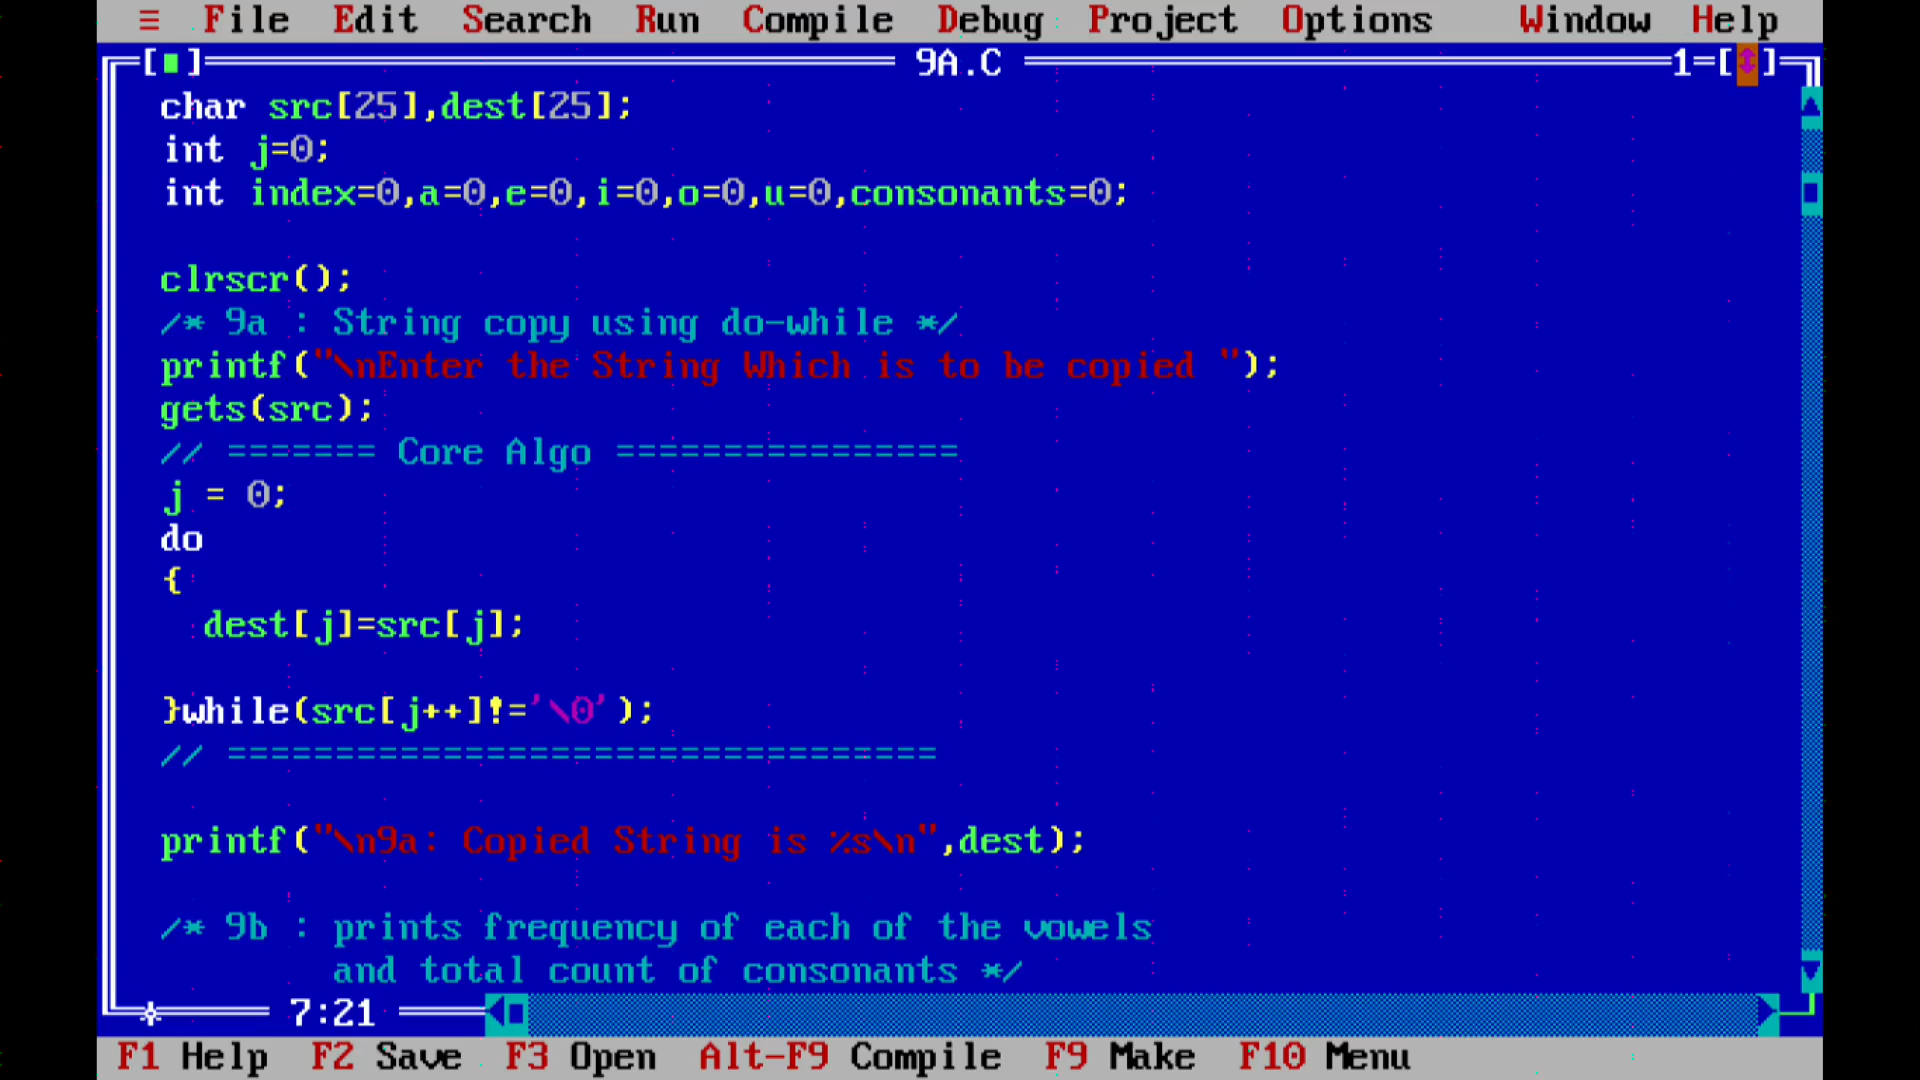 ≡ File Edit Search Run Compile Debug Project Options Window Help
[■] 9A.C 1=[↕]
char src[25],dest[25];
int j=0;
int index=0,a=0,e=0,i=0,o=0,u=0,consonants=0;
clrscr();
/* 9a : String copy using do-while */
printf("\nEnter the String Which is to be copied ");
gets(src);
// ======= Core Algo ================
j = 0;
do
{
dest[j]=src[j];
}while(src[j++]!='\0');
// =================================
printf("\n9a: Copied String is %s\n",dest);
/* 9b : prints frequency of each of the vowels
and total count of consonants */
7:21
F1 Help F2 Save F3 Open Alt-F9 Compile F9 Make F10 Menu